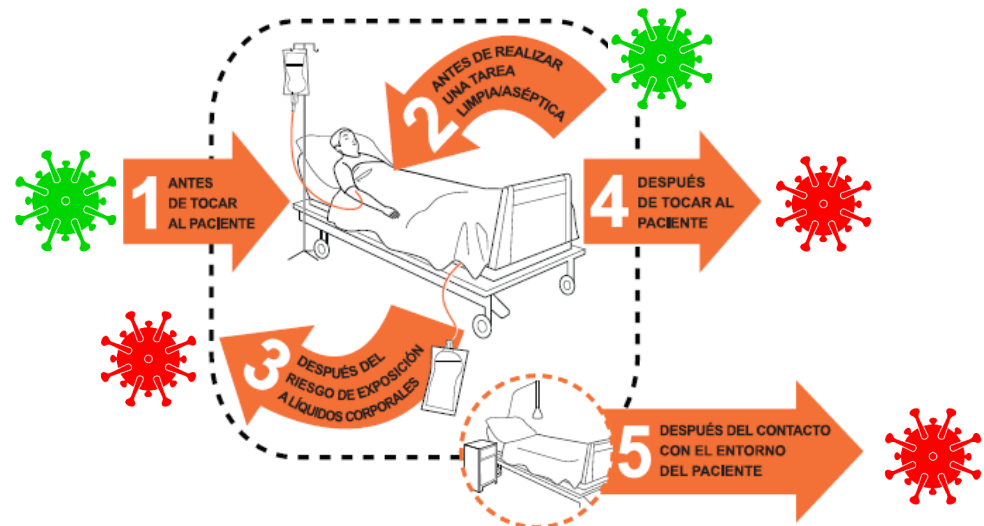 1
ANTES
DE TOCAR
AL PACIENTE
2
ANTES DE REALIZAR
UNA TAREA
LIMPIA/ASÉPTICA
3
DESPUÉS DEL
RIESGO DE EXPOSICIÓN
A LÍQUIDOS CORPORALES
4
DESPUÉS
DE TOCAR AL
PACIENTE
5
DESPUÉS DEL CONTACTO
CON EL ENTORNO
DEL PACIENTE